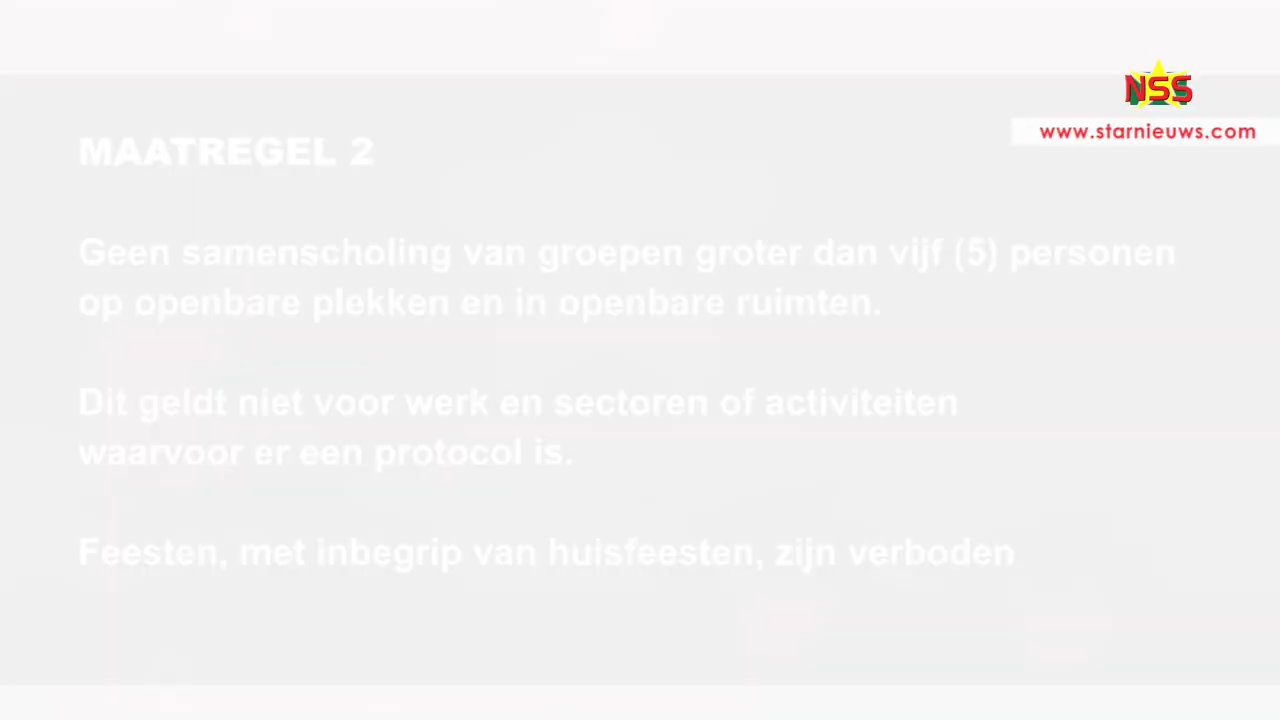 NSS
www.starnieuws.com
MAATREGEL 2
Geen samenscholing van groepen groter dan vijf (5) personen
op openbare plekken en in openbare ruimten.
Dit geldt niet voor werk en sectoren of activiteiten
waarvoor er een protocol is.
Feesten, met inbegrip van huisfeesten, zijn verboden